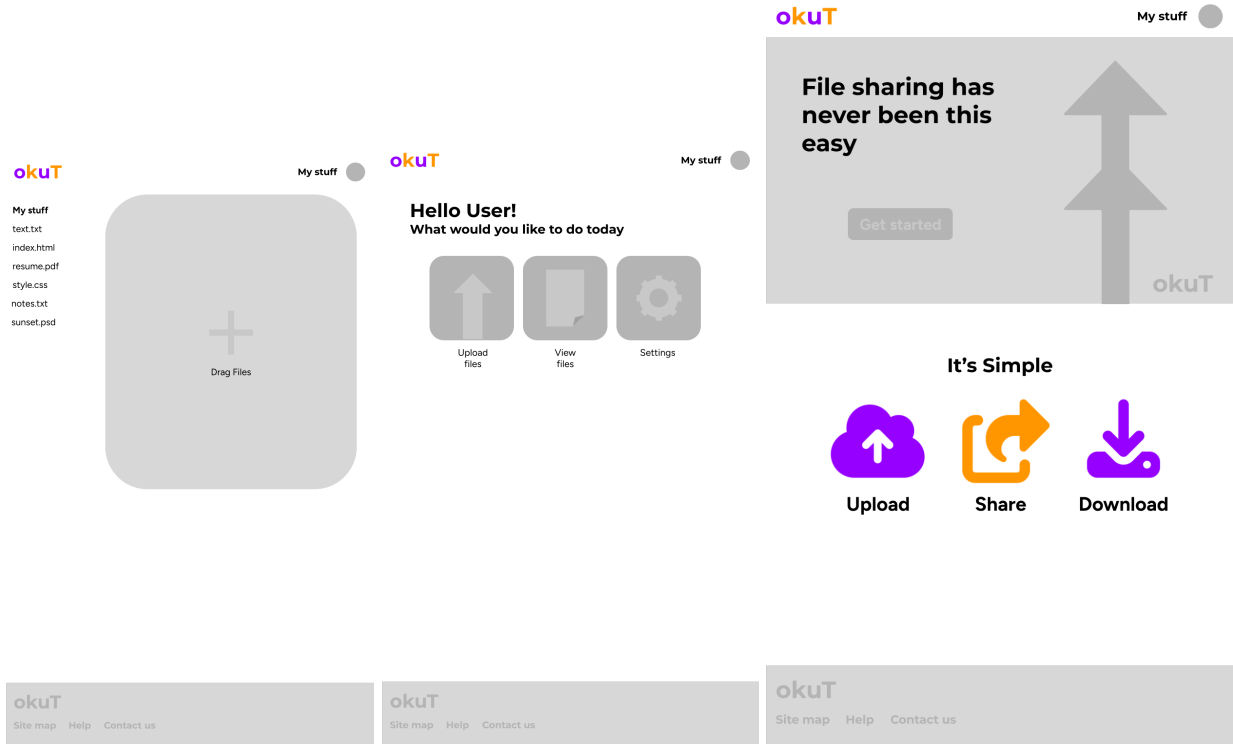 okuT
My stuff
My stuff
text.txt
index.html
resume.pdf
style.css
notes.txt
sunset.psd
Drag Files
okuT
Site map Help Contact us
okuT
My stuff
Hello User!
What would you like to do today
Upload
files
View
files
Settings
okuT
Site map Help Contact us
okuT
My stuff
File sharing has
never been this
easy
Get started
okuT
It’s Simple
Upload
Share
Download
okuT
Site map Help Contact us